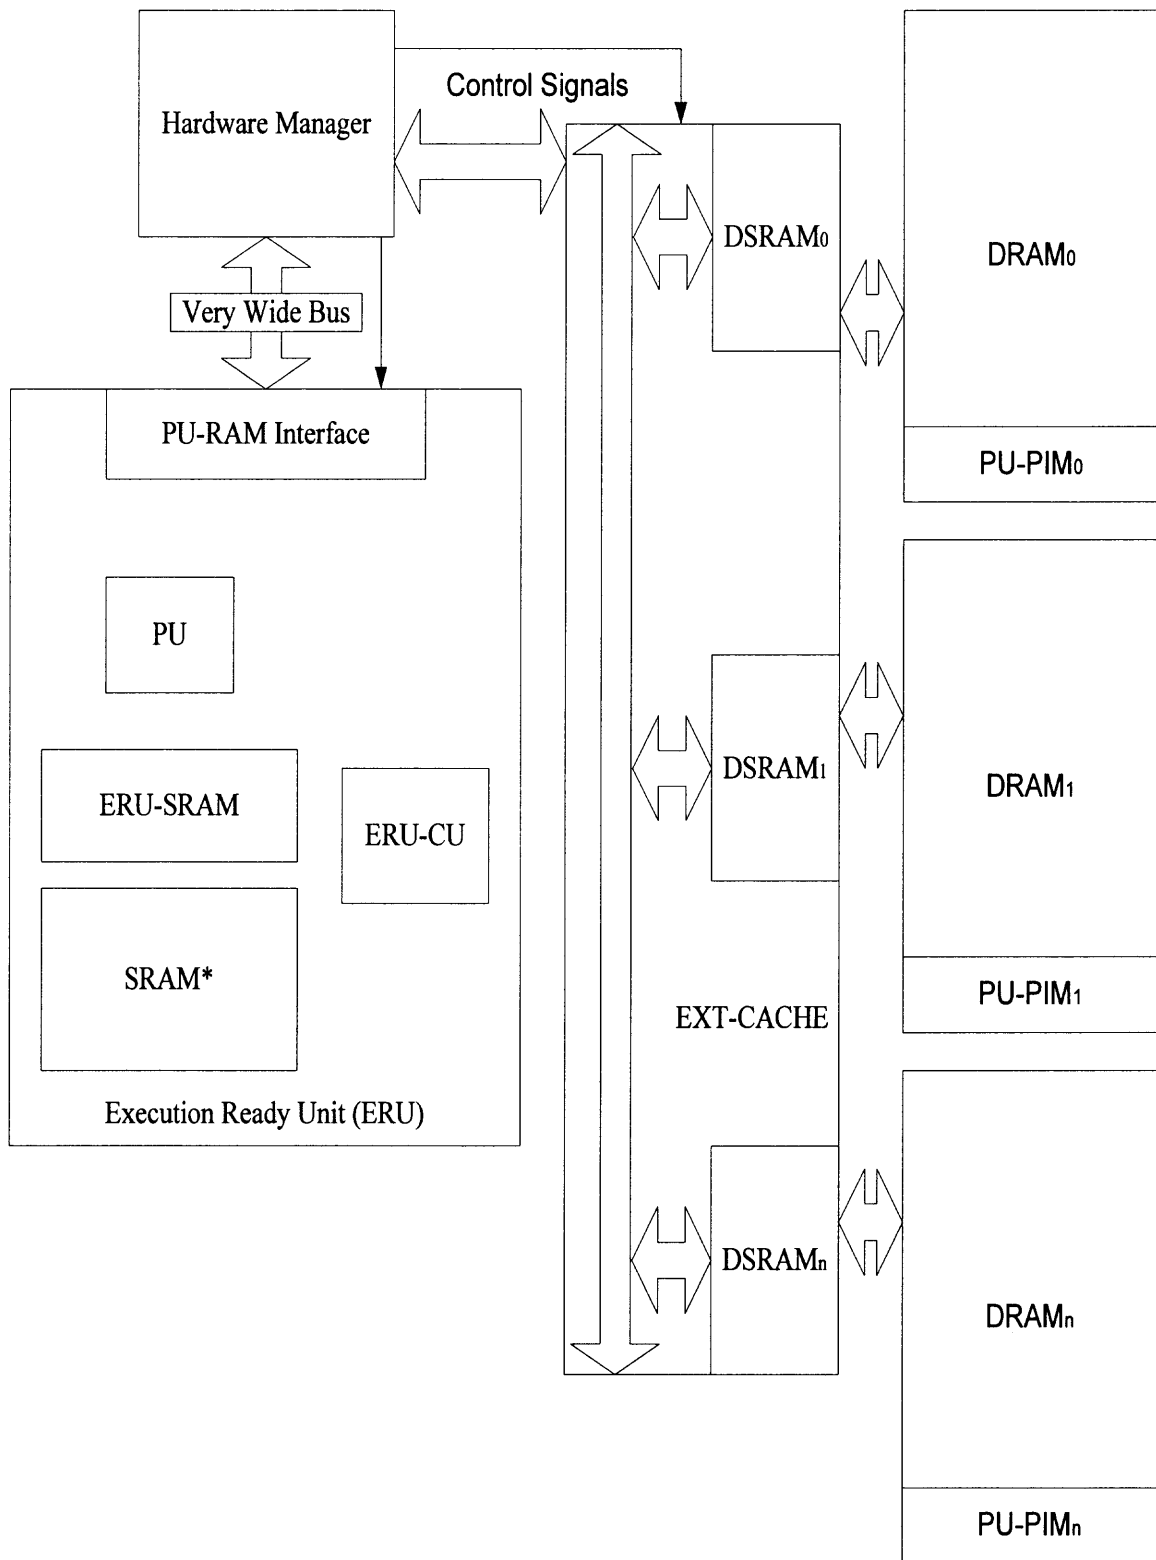 Control Signals
Hardware Manager
DSRAM0
DRAM0
Very Wide Bus
PU-RAM Interface
PU-PIM0
PU
DSRAM1
DRAM1
ERU-SRAM
ERU-CU
SRAM*
PU-PIM1
EXT-CACHE
Execution Ready Unit (ERU)
DSRAMn
DRAMn
PU-PIMn